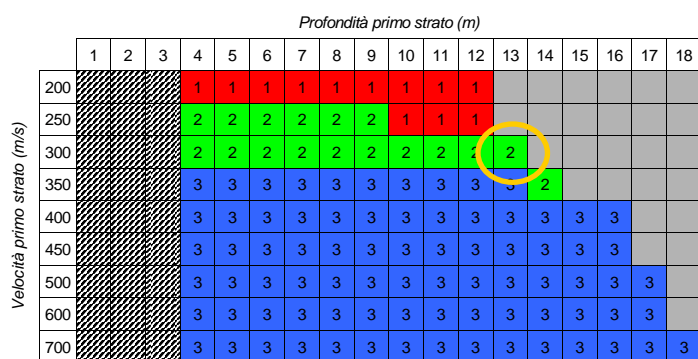 Profondità primo strato (m)
1 2 3 4 5 6 7 8 9 10 11 12 13 14 15 16 17 18
Velocità primo strato (m/s)
200 1 1 1 1 1 1 1 1 1
250 2 2 2 2 2 2 1 1 1
300 2 2 2 2 2 2 2 2 2 2
350 3 3 3 3 3 3 3 3 3 3 2
400 3 3 3 3 3 3 3 3 3 3 3 3 3
450 3 3 3 3 3 3 3 3 3 3 3 3 3
500 3 3 3 3 3 3 3 3 3 3 3 3 3 3
600 3 3 3 3 3 3 3 3 3 3 3 3 3 3
700 3 3 3 3 3 3 3 3 3 3 3 3 3 3 3